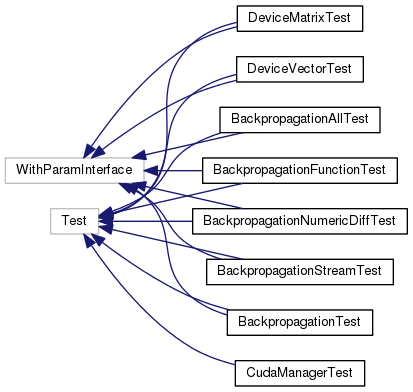 DeviceMatrixTest
DeviceVectorTest
BackpropagationAllTest
WithParamInterface
BackpropagationFunctionTest
Test
BackpropagationNumericDiffTest
BackpropagationStreamTest
BackpropagationTest
CudaManagerTest